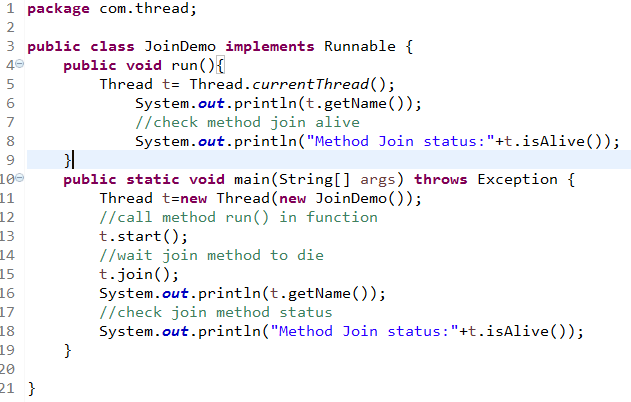 1 package com.thread;
2
3 public class JoinDemo implements Runnable {
4 public void run(){
5 Thread t= Thread.currentThread();
6 System.out.println(t.getName());
7 //check method join alive
8 System.out.println("Method Join status:"+t.isAlive());
9 }
10 public static void main(String[] args) throws Exception {
11 Thread t=new Thread(new JoinDemo());
12 //call method run() in function
13 t.start();
14 //wait join method to die
15 t.join();
16 System.out.println(t.getName());
17 //check join method status
18 System.out.println("Method Join status:"+t.isAlive());
19 }
20
21 }